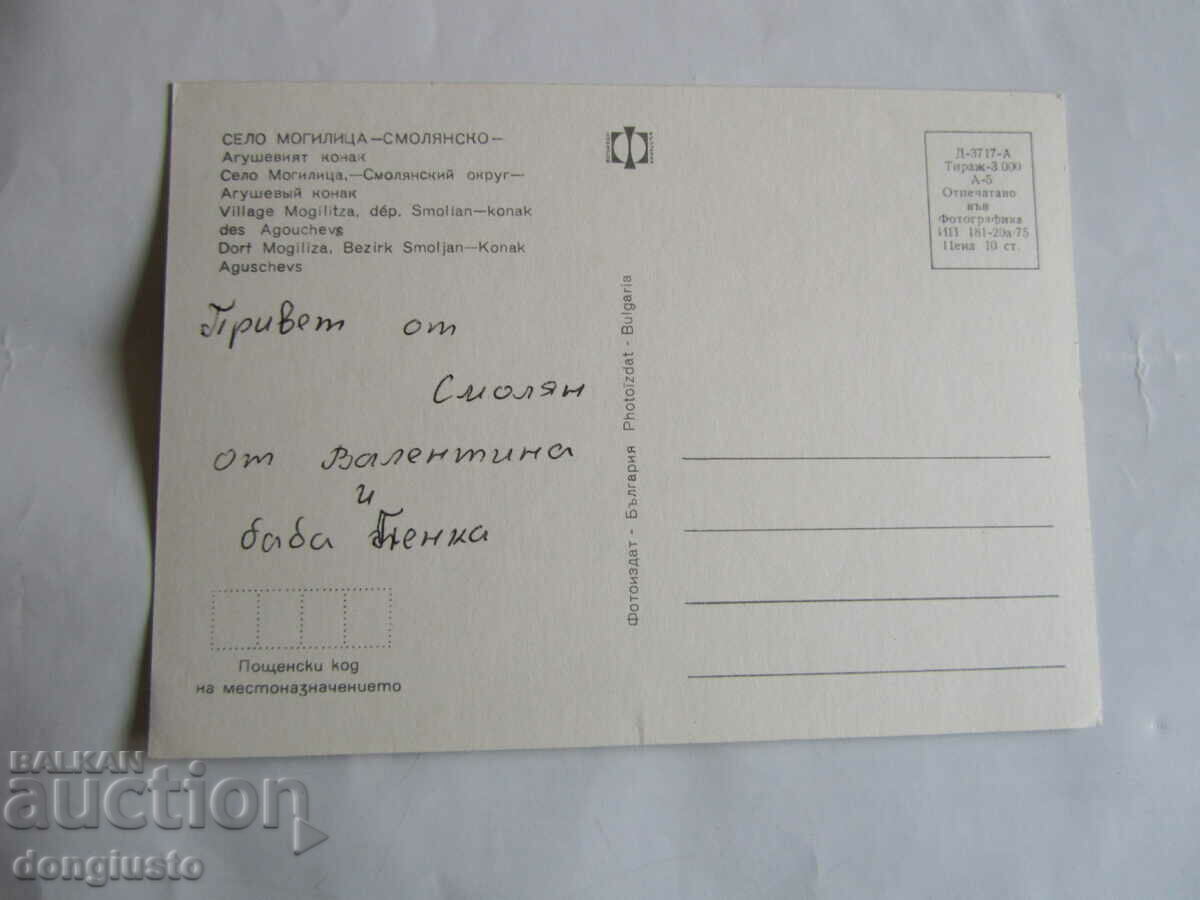 СЕЛО МОГИЛИЦА—СМОЛЯНСКО—
Агушевият конак
Село Могилица,—Смолянский округ—
Агушевый конак
Village Mogilitza, dép. Smolian—konak
des Agouchevs
Dorf Mogiliza, Bezirk Smoljan—Konak
Aguschevs
Привет от
Смолян
от Валентина
и
баба Пенка
Пощенски код
на местоназначението
Фотоиздат - България Photoizdat - Bulgaria
Д-3717-А
Тираж-3.000
А-5
Отпечатано
във
Фотографика
ИП 181-20а-75
Цена 10 ст.
BALKAN
auction
dongiusto